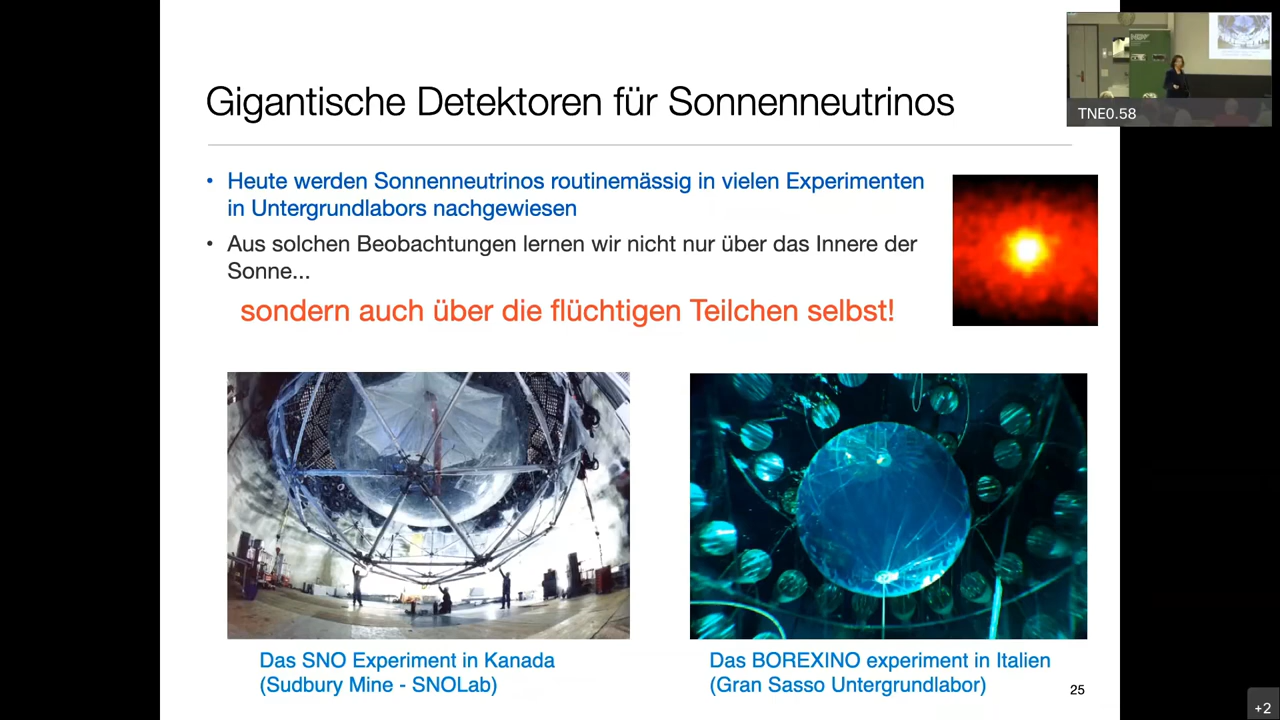 Gigantische Detektoren für Sonnenneutrinos
TNE0.58
• Heute werden Sonnenneutrinos routinemässig in vielen Experimenten
in Untergrundlabors nachgewiesen
• Aus solchen Beobachtungen lernen wir nicht nur über das Innere der
Sonne...
sondern auch über die flüchtigen Teilchen selbst!
Das SNO Experiment in Kanada
(Sudbury Mine - SNOLab)
Das BOREXINO experiment in Italien
(Gran Sasso Untergrundlabor)
25
+2